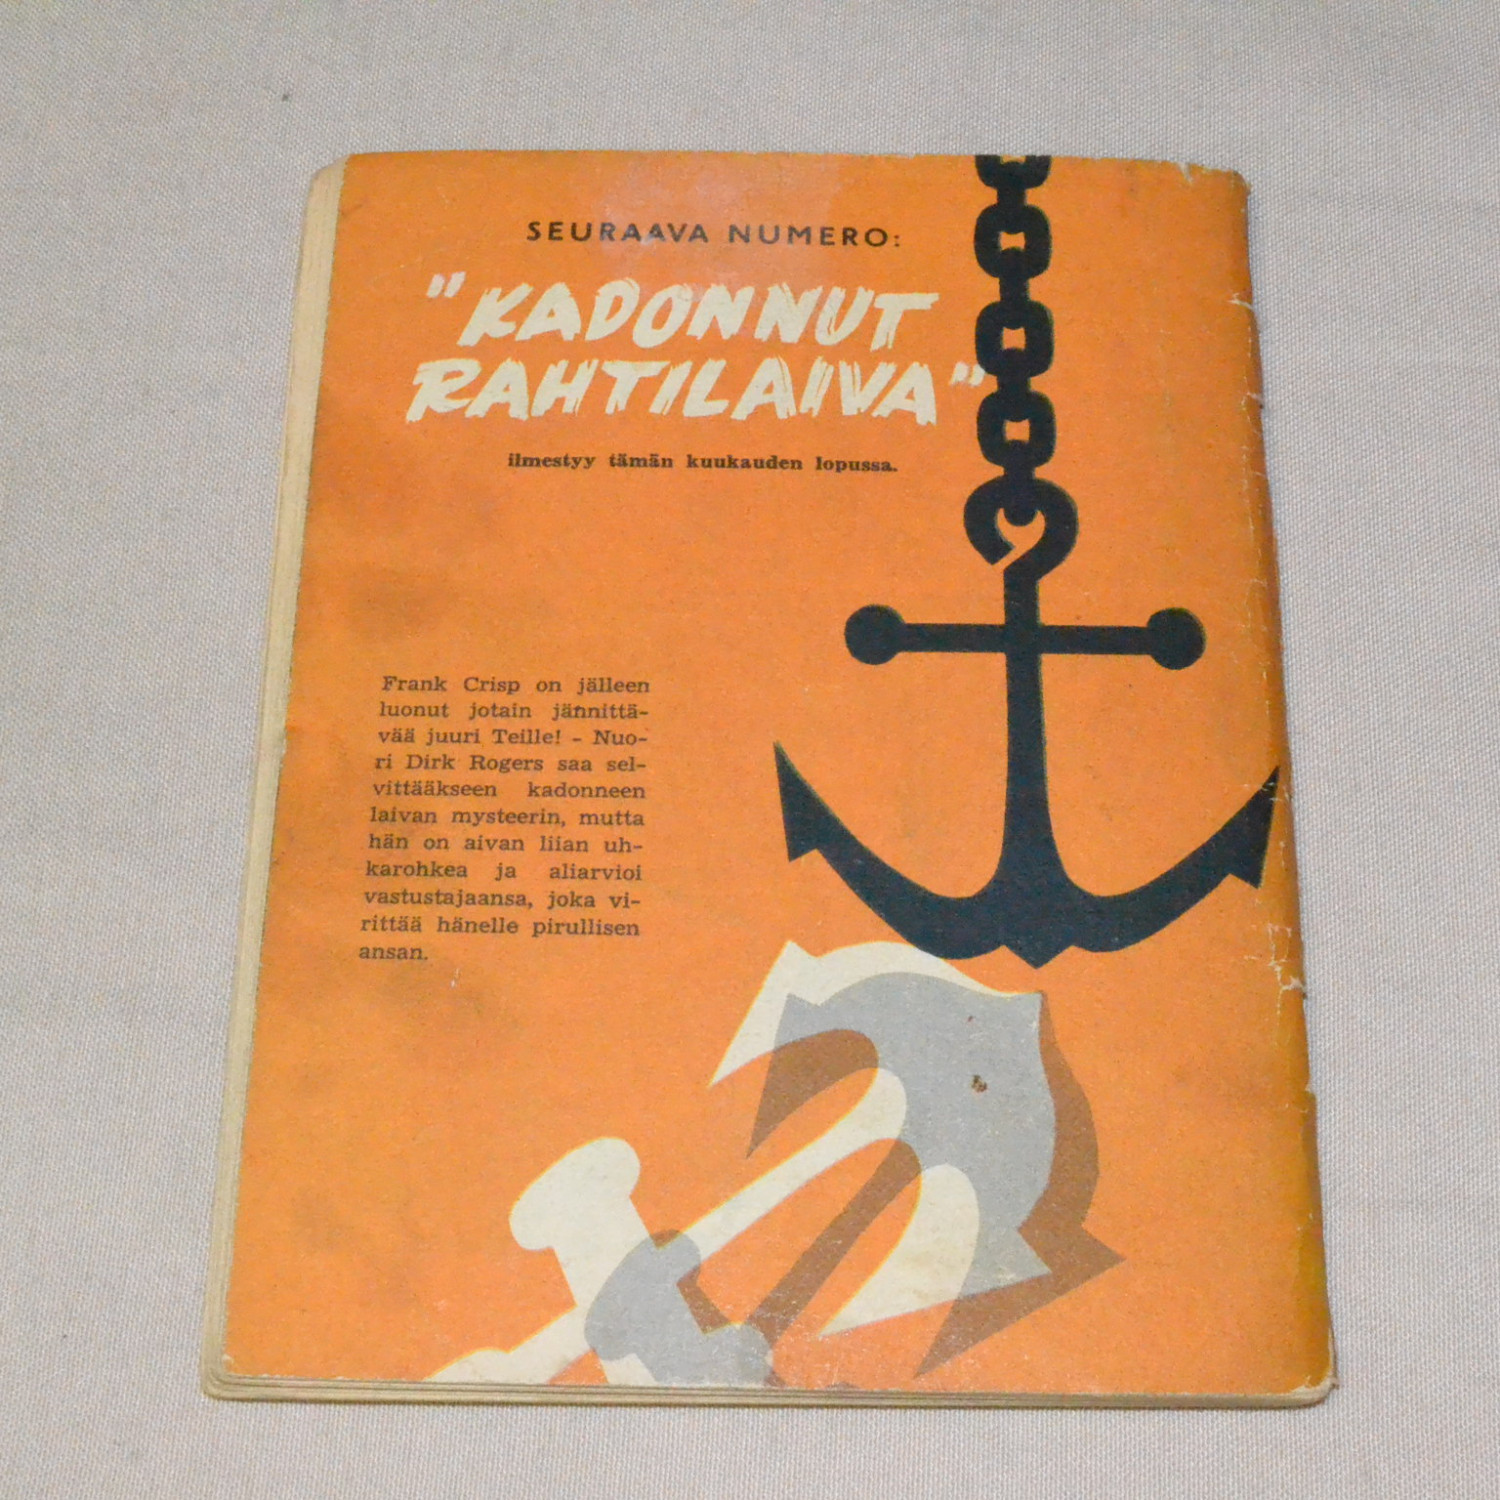 SEURAAVA NUMERO:
"KADONNUT
RAHTILAIVA"
ilmestyy tämän kuukauden lopussa.
Frank Crisp on jälleen
luonut jotain jännittä-
vää juuri Teille! - Nuo-
ri Dirk Rogers saa sel-
vittääkseen kadonneen
laivan mysteerin, mutta
hän on aivan liian uh-
karohkea ja aliarvioi
vastustajaansa, joka vi-
rittää hänelle pirullisen
ansan.